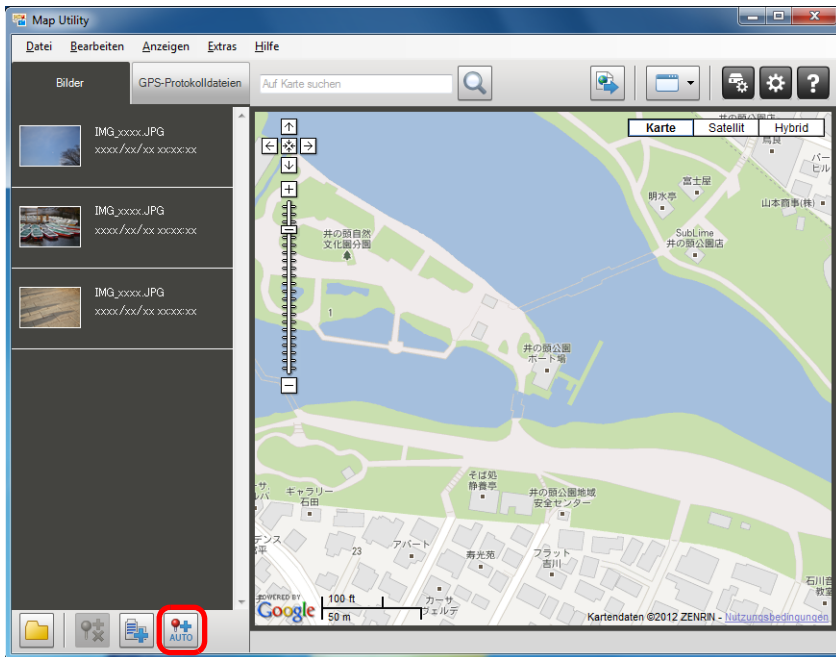 Map Utility
Datei Bearbeiten Anzeigen Extras Hilfe
Bilder GPS-Protokolldateien Auf Karte suchen
IMG_xxxx.JPG
xxxx/xx/xx xx:xx:xx
IMG_xxxx.JPG
xxxx/xx/xx xx:xx:xx
IMG_xxxx.JPG
xxxx/xx/xx xx:xx:xx
AUTO
Karte Satellit Hybrid
富士屋
明水亭
山本商事(株)
SubLime
井の頭公園店
井の頭自然
文化園分園
1
井の頭公園
ボート場
そば処
静養亭
ギャラリー
石田
井の頭公園地域
安全センター
アパート
23
寿光苑
フラット
吉川
カーサ
ヴェルデ
POWERED BY
Google
100 ft
50 m
Kartendaten ©2012 ZENRIN - Nutzungsbedingungen